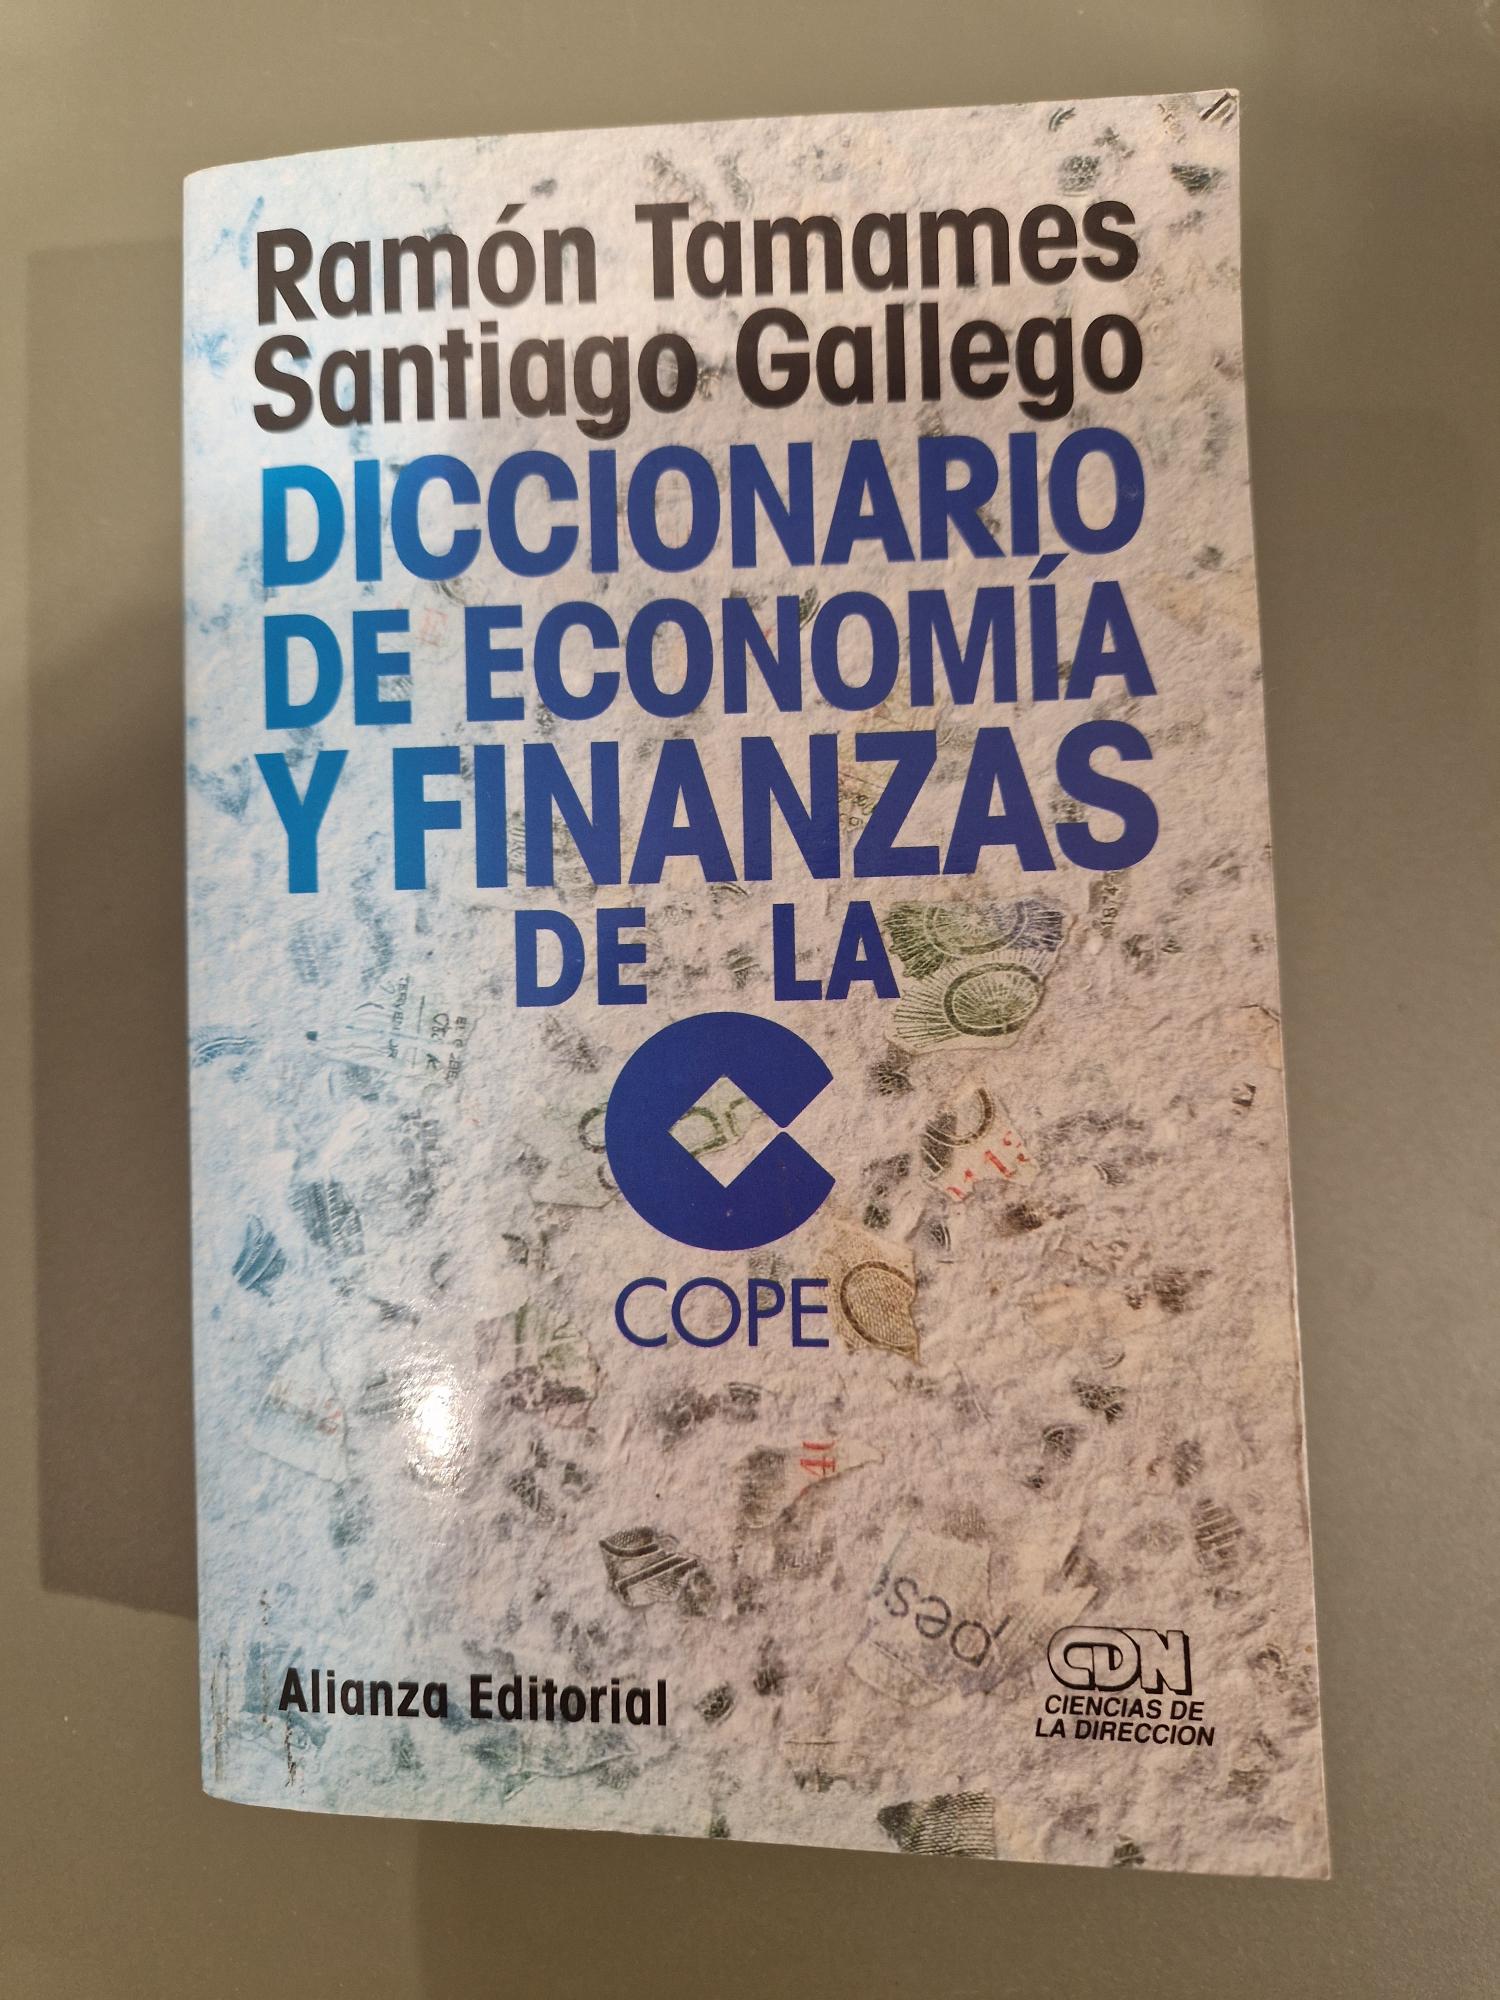 Ramón Tamames
Santiago Gallego
DICCIONARIO
DE ECONOMÍA
Y FINANZAS
DE LA
COPE
Alianza Editorial
CDN
CIENCIAS DE
LA DIRECCION